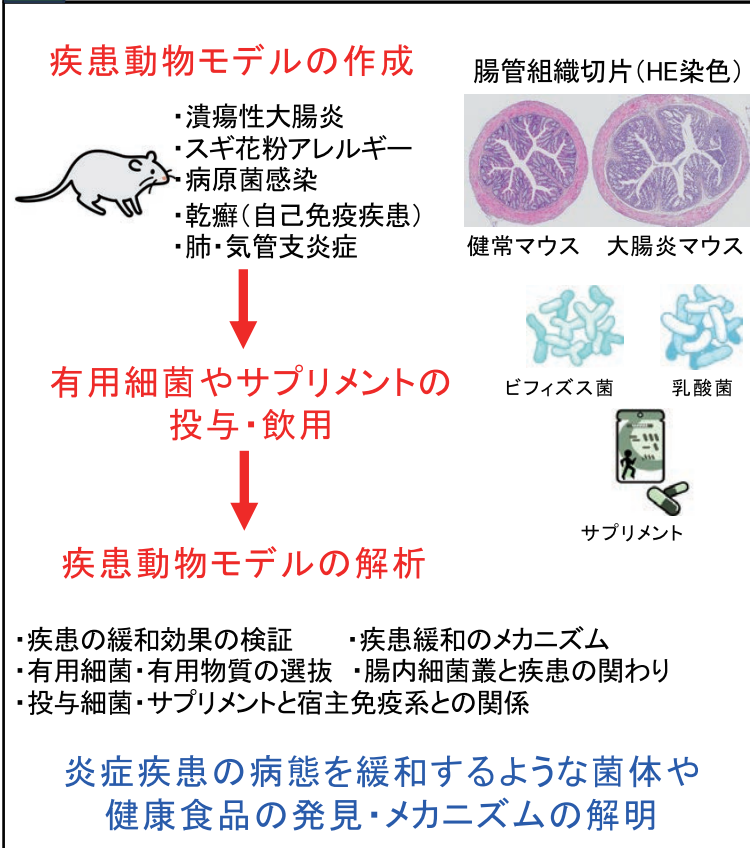 疾患動物モデルの作成
・潰瘍性大腸炎
・スギ花粉アレルギー
・病原菌感染
・乾癬（自己免疫疾患）
・肺・気管支炎症
腸管組織切片（HE染色）
健常マウス　大腸炎マウス
有用細菌やサプリメントの
投与・飲用
ビフィズス菌　乳酸菌
サプリメント
疾患動物モデルの解析
・疾患の緩和効果の検証　・疾患緩和のメカニズム
・有用細菌・有用物質の選抜　・腸内細菌叢と疾患の関わり
・投与細菌・サプリメントと宿主免疫系との関係
炎症疾患の病態を緩和するような菌体や
健康食品の発見・メカニズムの解明